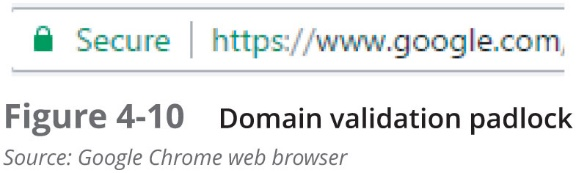 Secure | https://www.google.com/
Figure 4-10 Domain validation padlock
Source: Google Chrome web browser